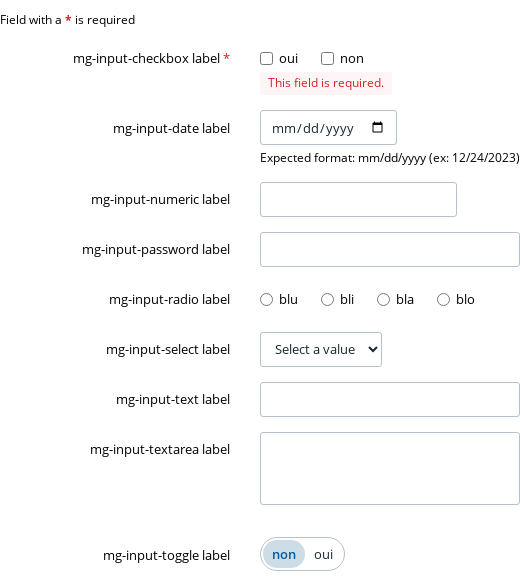 Field with a * is required
mg-input-checkbox label * oui non
This field is required.
mg-input-date label mm/dd/yyyy
Expected format: mm/dd/yyyy (ex: 12/24/2023)
mg-input-numeric label
mg-input-password label
mg-input-radio label blu bli bla blo
mg-input-select label Select a value
mg-input-text label
mg-input-textarea label
mg-input-toggle label non oui